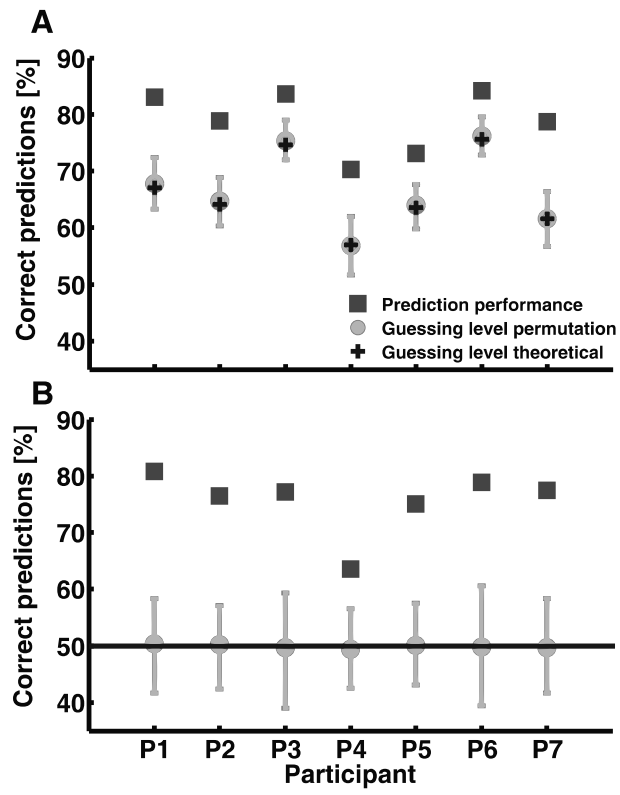 A
Correct predictions [%]
90
80
70
60
50
40
Prediction performance
Guessing level permutation
Guessing level theoretical
B
Correct predictions [%]
90
80
70
60
50
40
P1 P2 P3 P4 P5 P6 P7
Participant